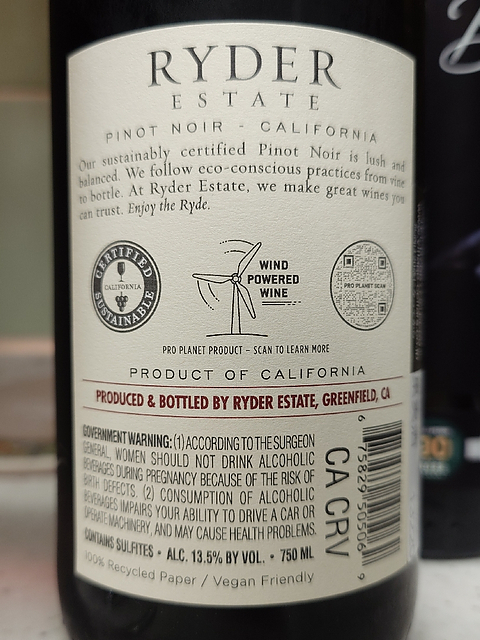 RYDER
ESTATE
PINOT NOIR - CALIFORNIA
Our sustainably certified Pinot Noir is lush and
balanced. We follow eco-conscious practices from vine
to bottle. At Ryder Estate, we make great wines you
can trust. Enjoy the Ryde.
CERTIFIED
CALIFORNIA
SUSTAINABLE
WIND
POWERED
WINE
PRO PLANET SCAN
PRO PLANET PRODUCT – SCAN TO LEARN MORE
PRODUCT OF CALIFORNIA
PRODUCED & BOTTLED BY RYDER ESTATE, GREENFIELD, CA
GOVERNMENT WARNING: (1) ACCORDING TO THE SURGEON
GENERAL, WOMEN SHOULD NOT DRINK ALCOHOLIC
BEVERAGES DURING PREGNANCY BECAUSE OF THE RISK OF
BIRTH DEFECTS. (2) CONSUMPTION OF ALCOHOLIC
BEVERAGES IMPAIRS YOUR ABILITY TO DRIVE A CAR OR
OPERATE MACHINERY, AND MAY CAUSE HEALTH PROBLEMS.
CONTAINS SULFITES • ALC. 13.5% BY VOL. • 750 ML
100% Recycled Paper / Vegan Friendly
CA CRV
6 75829 50506 9